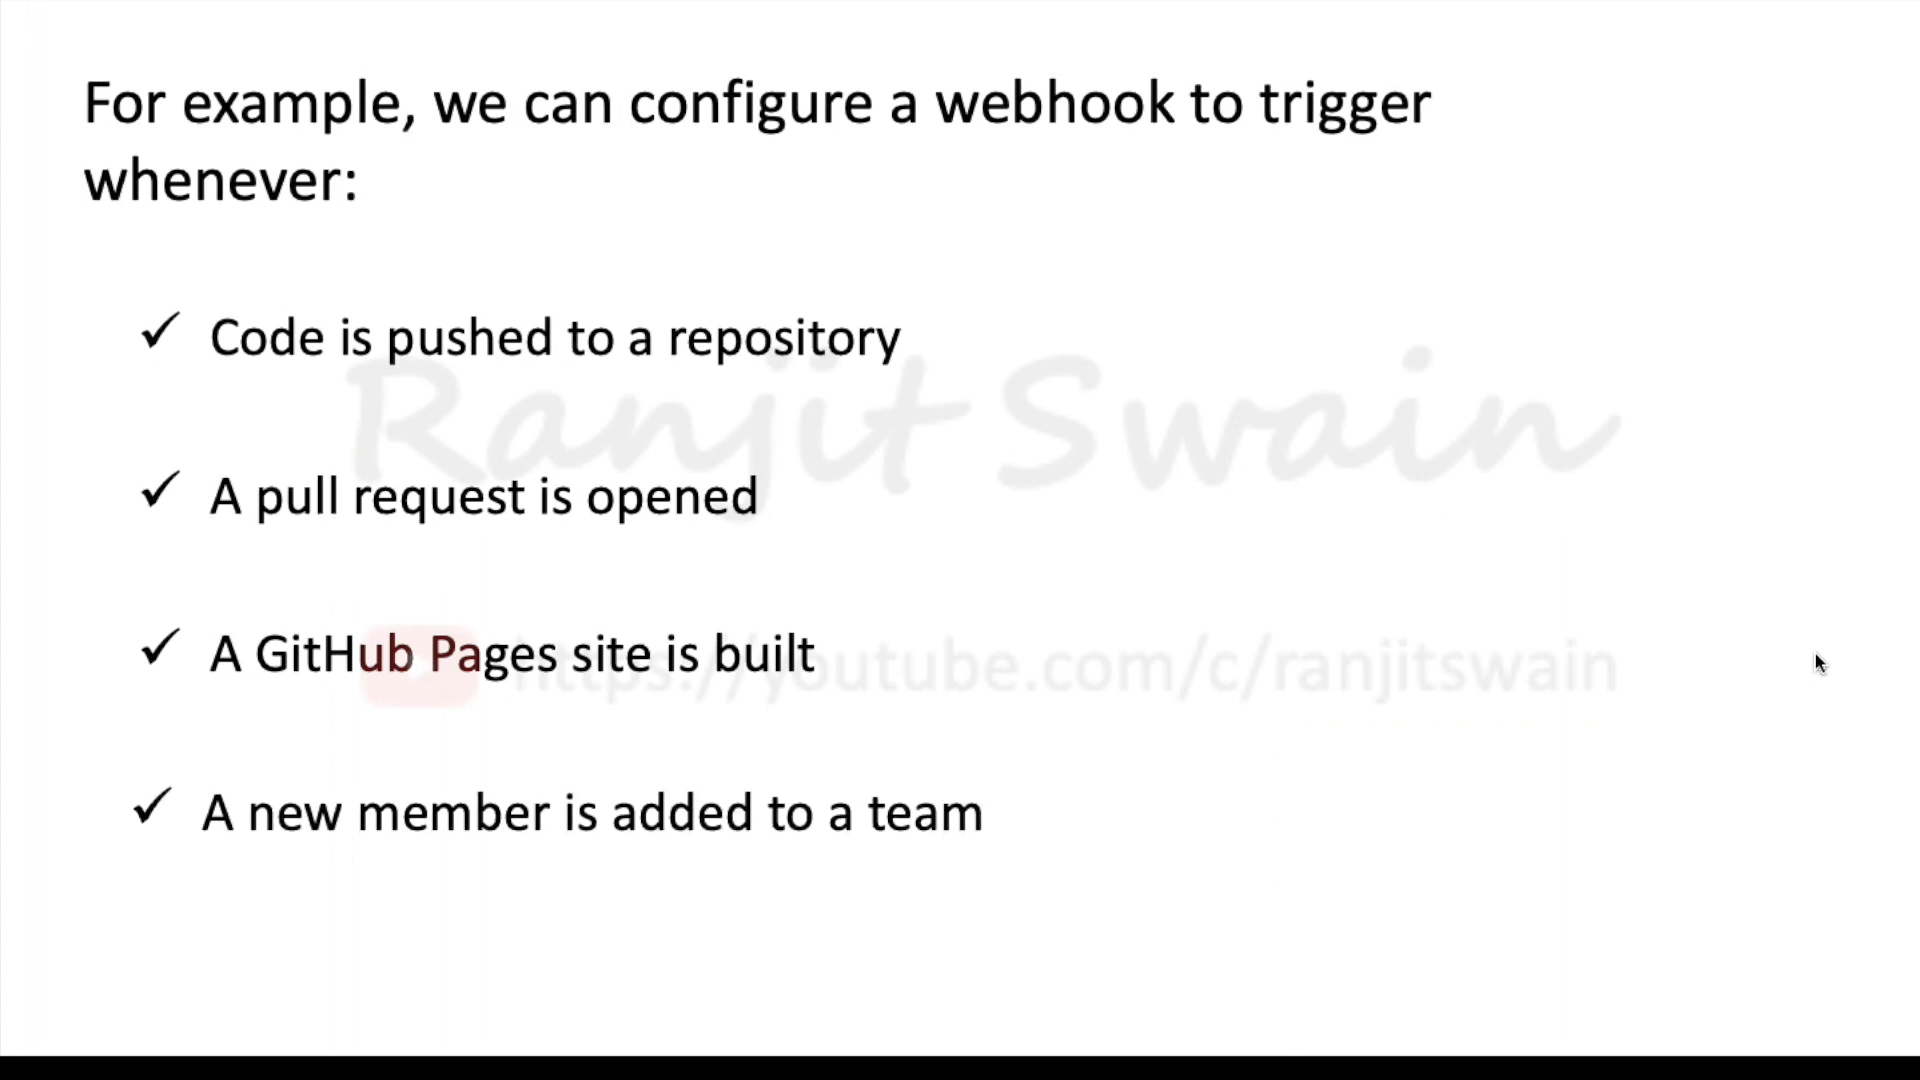 For example, we can configure a webhook to trigger
whenever:
✓ Code is pushed to a repository
Ranjit Swain
✓ A pull request is opened
✓ A GitHub Pages site is built
https://youtube.com/c/ranjitswain
✓ A new member is added to a team